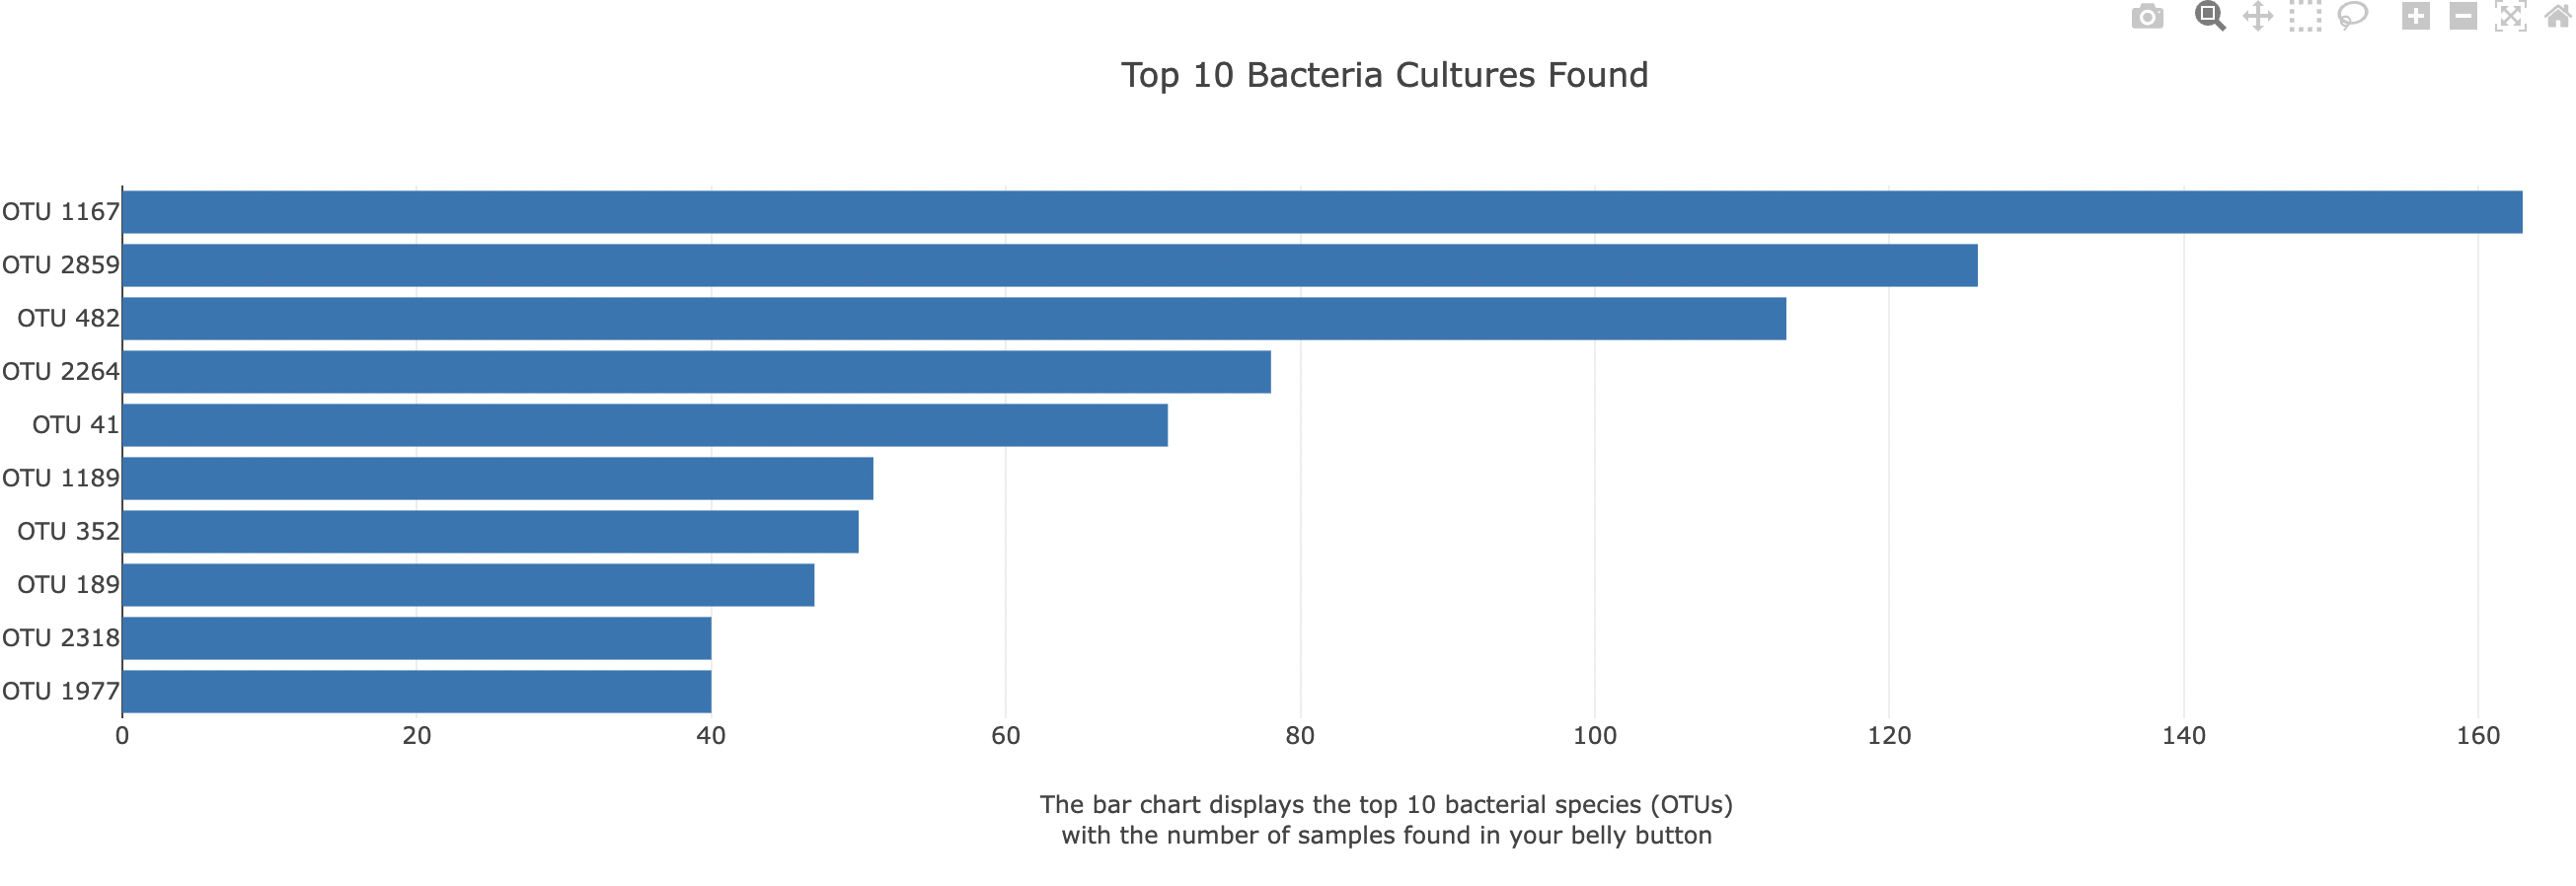 Top 10 Bacteria Cultures Found
OTU 1167
OTU 2859
OTU 482
OTU 2264
OTU 41
OTU 1189
OTU 352
OTU 189
OTU 2318
OTU 1977
0 20 40 60 80 100 120 140 160
The bar chart displays the top 10 bacterial species (OTUs)
with the number of samples found in your belly button